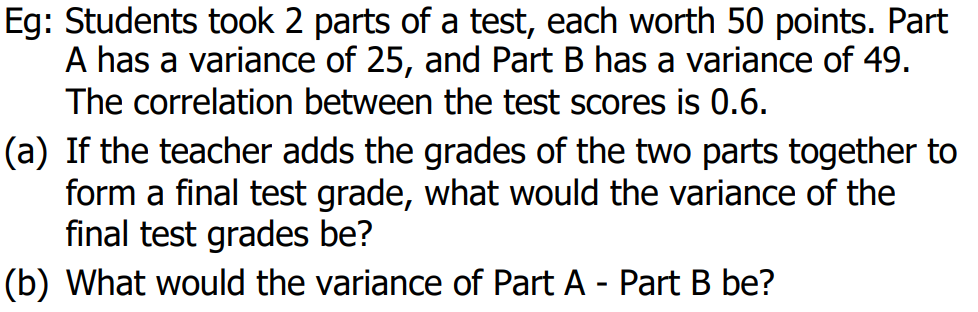 Eg: Students took 2 parts of a test, each worth 50 points. Part
A has a variance of 25, and Part B has a variance of 49.
The correlation between the test scores is 0.6.
(a) If the teacher adds the grades of the two parts together to
form a final test grade, what would the variance of the
final test grades be?
(b) What would the variance of Part A - Part B be?